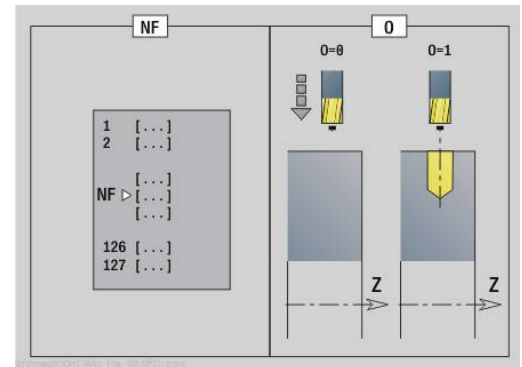 NF
1 [...]
2 [...]
[...]
NF [...]
[...]
126 [...]
127 [...]
O
O=0
O=1
Z
Z